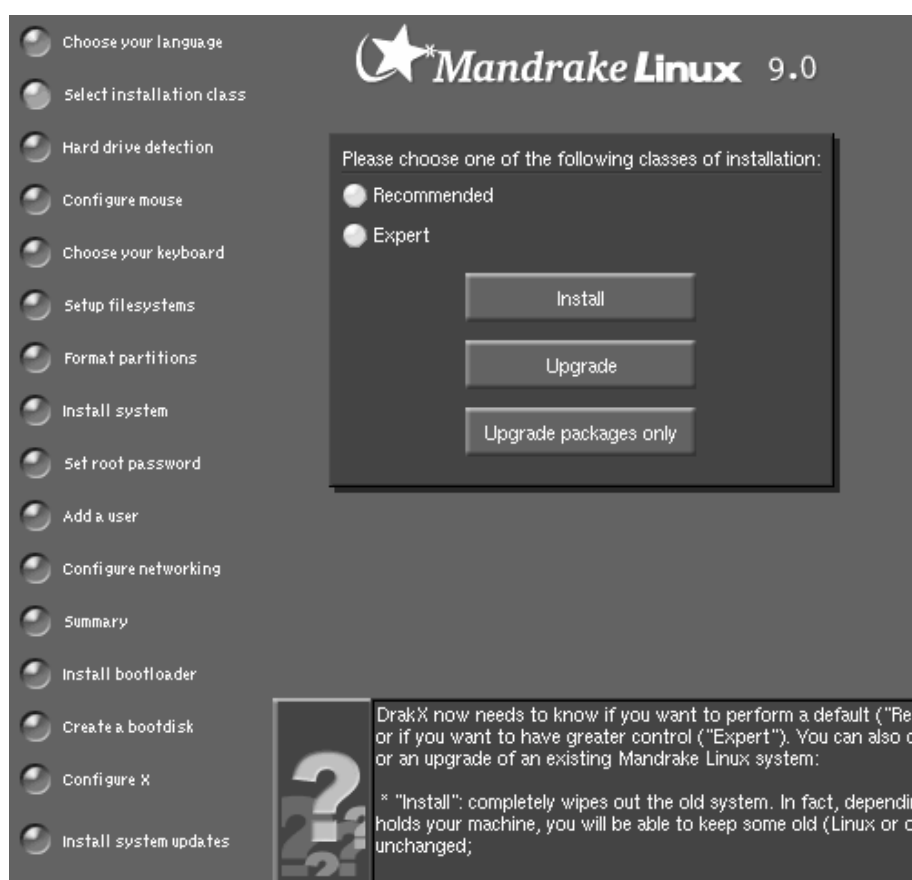 Choose your language
Select installation class
Hard drive detection
Configure mouse
Choose your keyboard
Setup filesystems
Format partitions
Install system
Set root password
Add a user
Configure networking
Summary
Install bootloader
Create a bootdisk
Configure X
Install system updates
Mandrake Linux 9.0
Please choose one of the following classes of installation:
Recommended
Expert
Install
Upgrade
Upgrade packages only
DrakX now needs to know if you want to perform a default ("Re
or if you want to have greater control ("Expert"). You can also
or an upgrade of an existing Mandrake Linux system:
* "Install": completely wipes out the old system. In fact, dependi
holds your machine, you will be able to keep some old (Linux or
unchanged;